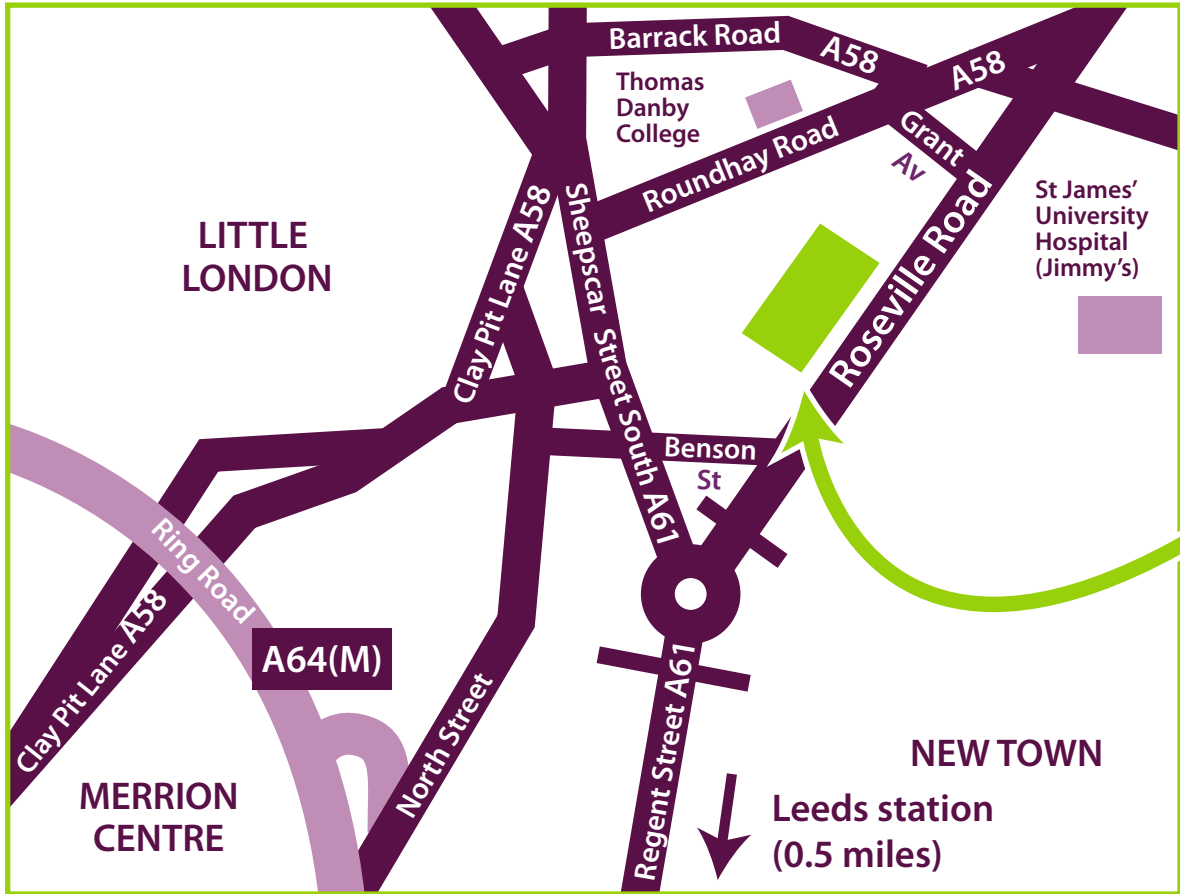 Barrack Road
A58
A58
Thomas
Danby
College
Roundhay Road
Grant
Av
St James’
University
Hospital
(Jimmy’s)
LITTLE
LONDON
Clay Pit Lane A58
Sheepscar Street South A61
Roseville Road
Benson
St
Ring Road
Clay Pit Lane A58
A64(M)
North Street
Regent Street A61
MERRION
CENTRE
NEW TOWN
Leeds station
(0.5 miles)